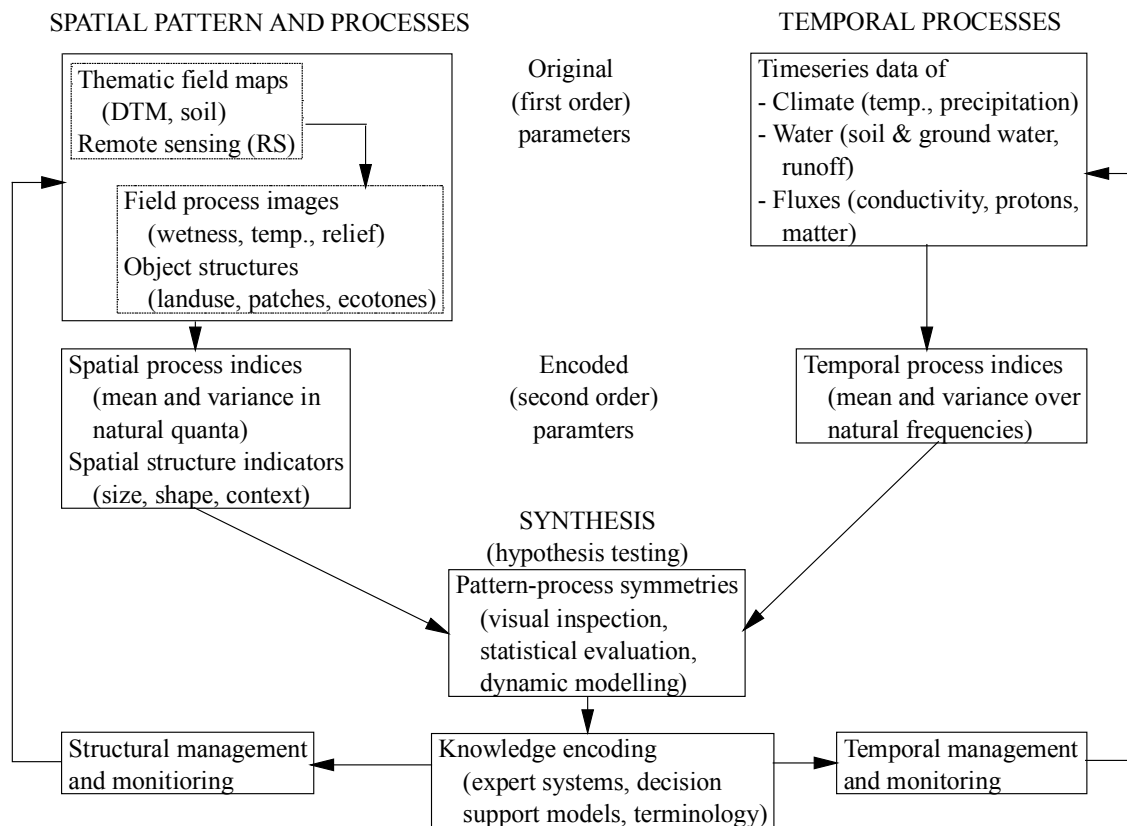 SPATIAL PATTERN AND PROCESSES
TEMPORAL PROCESSES
Thematic field maps
(DTM, soil)
Remote sensing (RS)
Field process images
(wetness, temp., relief)
Object structures
(landuse, patches, ecotones)
Original
(first order)
parameters
Timeseries data of
- Climate (temp., precipitation)
- Water (soil & ground water,
runoff)
- Fluxes (conductivity, protons,
matter)
Spatial process indices
(mean and variance in
natural quanta)
Spatial structure indicators
(size, shape, context)
Encoded
(second order)
paramters
Temporal process indices
(mean and variance over
natural frequencies)
SYNTHESIS
(hypothesis testing)
Pattern-process symmetries
(visual inspection,
statistical evaluation,
dynamic modelling)
Structural management
and monitioring
Knowledge encoding
(expert systems, decision
support models, terminology)
Temporal management
and monitoring